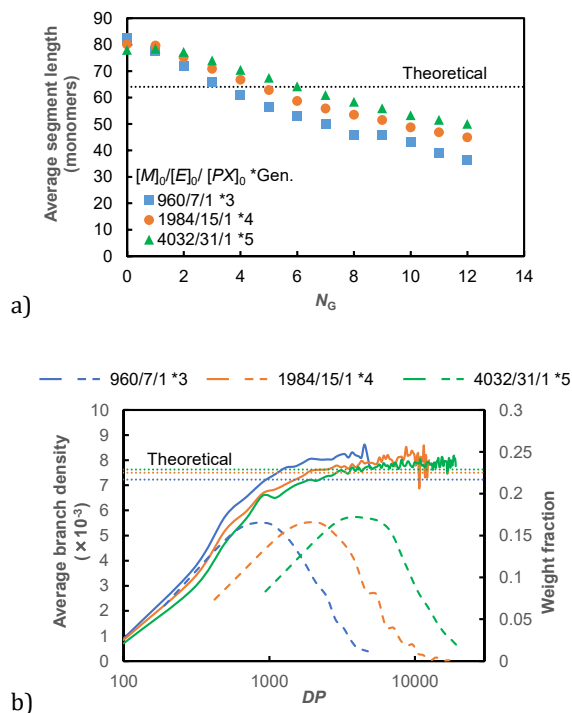 90
80
70
60
50
40
30
20
10
0
Average segment length
(monomers)
Theoretical
[M]0/[E]0/ [PX]0 *Gen.
960/7/1 *3
1984/15/1 *4
4032/31/1 *5
0 2 4 6 8 10 12
NG
a)
960/7/1 *3 1984/15/1 *4 4032/31/1 *5
10
9
8
7
6
5
4
3
2
1
0
Average branch density
(×10-3)
Theoretical
0.3
0.25
0.2
0.15
0.1
0.05
0
Weight fraction
100 1000 10000
DP
b)